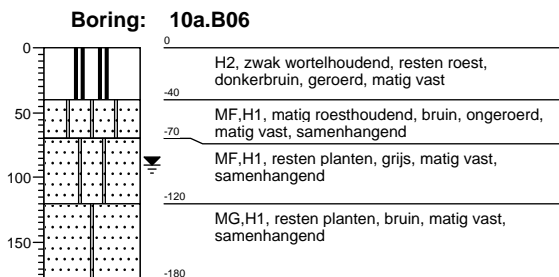 Boring: 10a.B06
0
0
H2, zwak wortelhoudend, resten roest,
donkerbruin, geroerd, matig vast
-40
50
MF,H1, matig roesthoudend, bruin, ongeroerd,
matig vast, samenhangend
-70
MF,H1, resten planten, grijs, matig vast,
samenhangend
100
-120
MG,H1, resten planten, bruin, matig vast,
samenhangend
150
-180